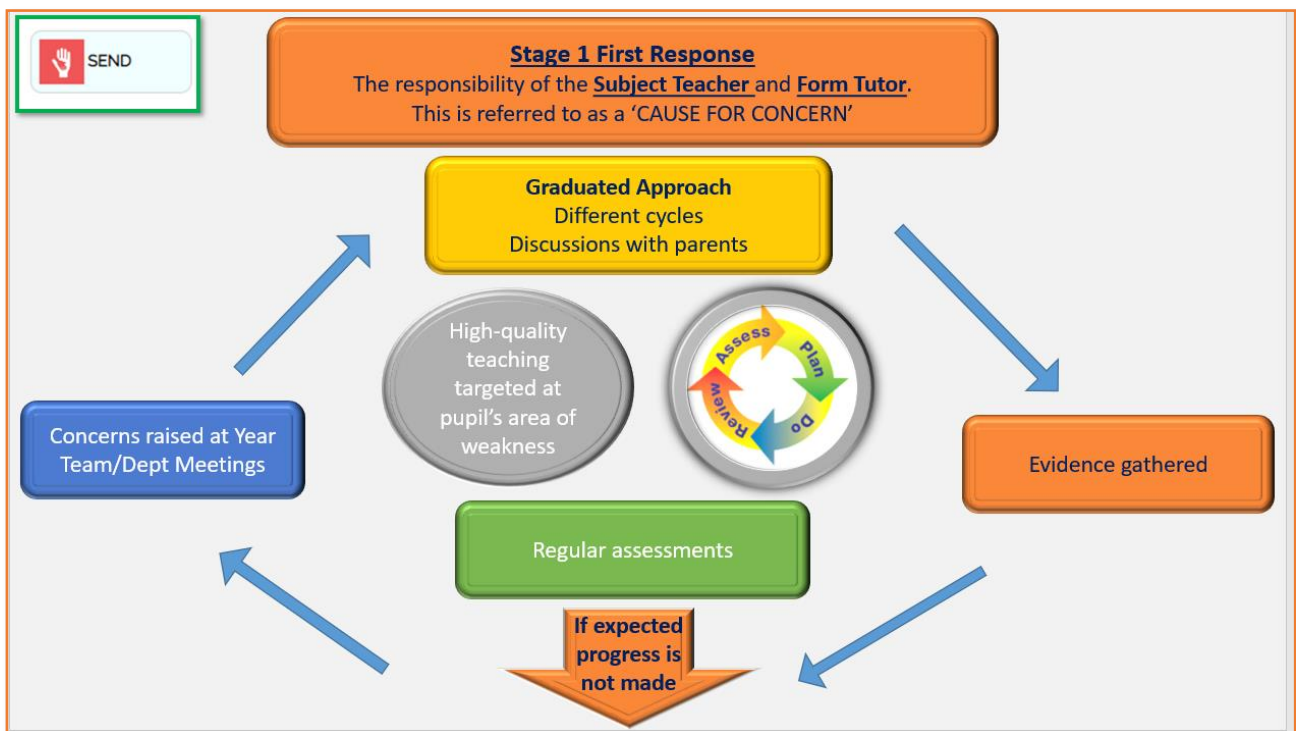 SEND
Stage 1 First Response
The responsibility of the Subject Teacher and Form Tutor.
This is referred to as a ‘CAUSE FOR CONCERN’
Graduated Approach
Different cycles
Discussions with parents
High-quality
teaching
targeted at
pupil’s area of
weakness
Assess
Plan
Do
Review
Concerns raised at Year
Team/Dept Meetings
Evidence gathered
Regular assessments
If expected
progress is
not made